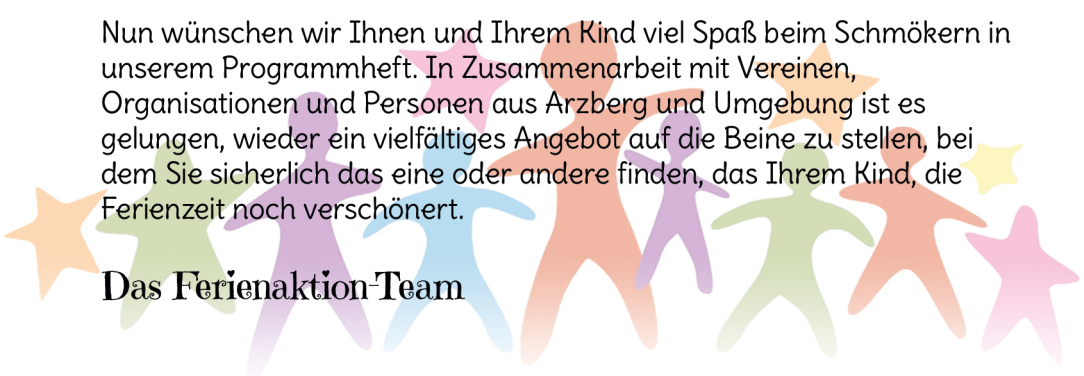 Nun wünschen wir Ihnen und Ihrem Kind viel Spaß beim Schmökern in
unserem Programmheft. In Zusammenarbeit mit Vereinen,
Organisationen und Personen aus Arzberg und Umgebung ist es
gelungen, wieder ein vielfältiges Angebot auf die Beine zu stellen, bei
dem Sie sicherlich das eine oder andere finden, das Ihrem Kind, die
Ferienzeit noch verschönert.
Das Ferienaktion-Team